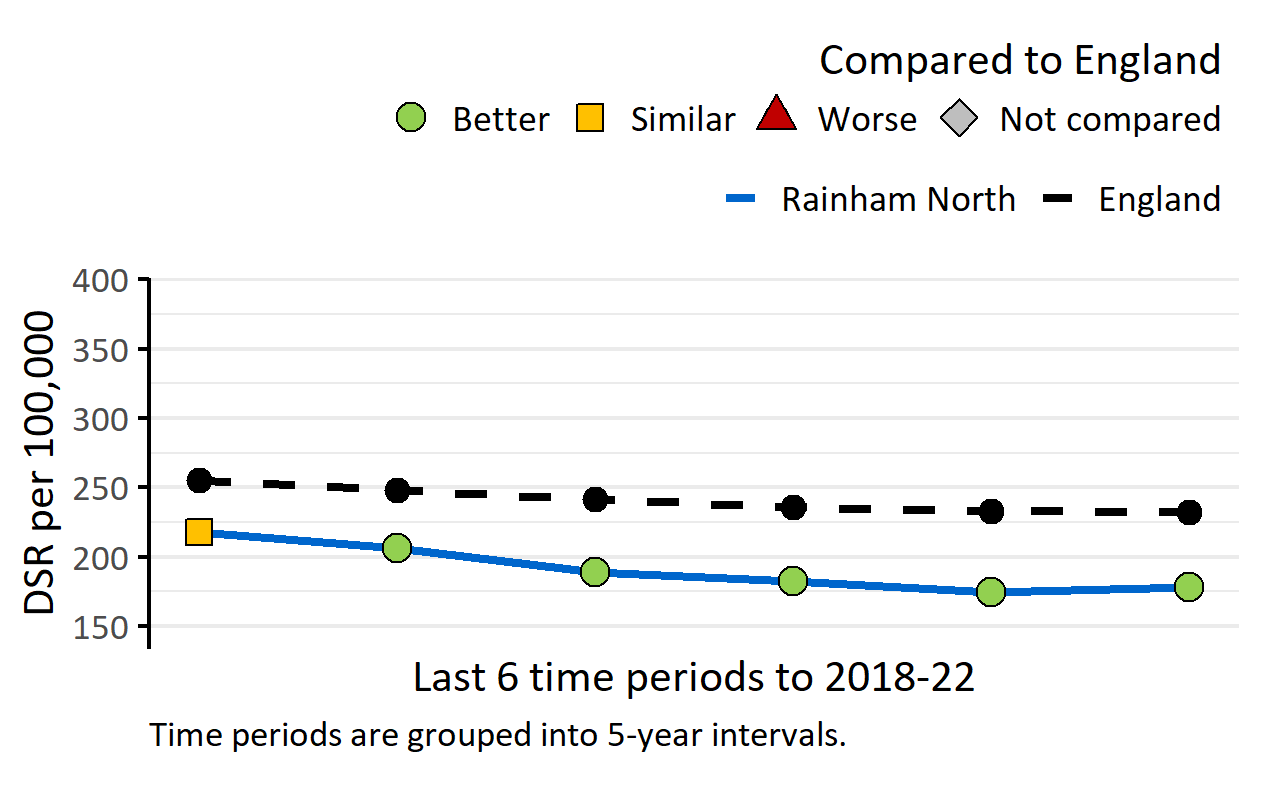 Compared to England
Better Similar Worse Not compared
Rainham North England
400
350
300
250
200
150
DSR per 100,000
Last 6 time periods to 2018-22
Time periods are grouped into 5-year intervals.